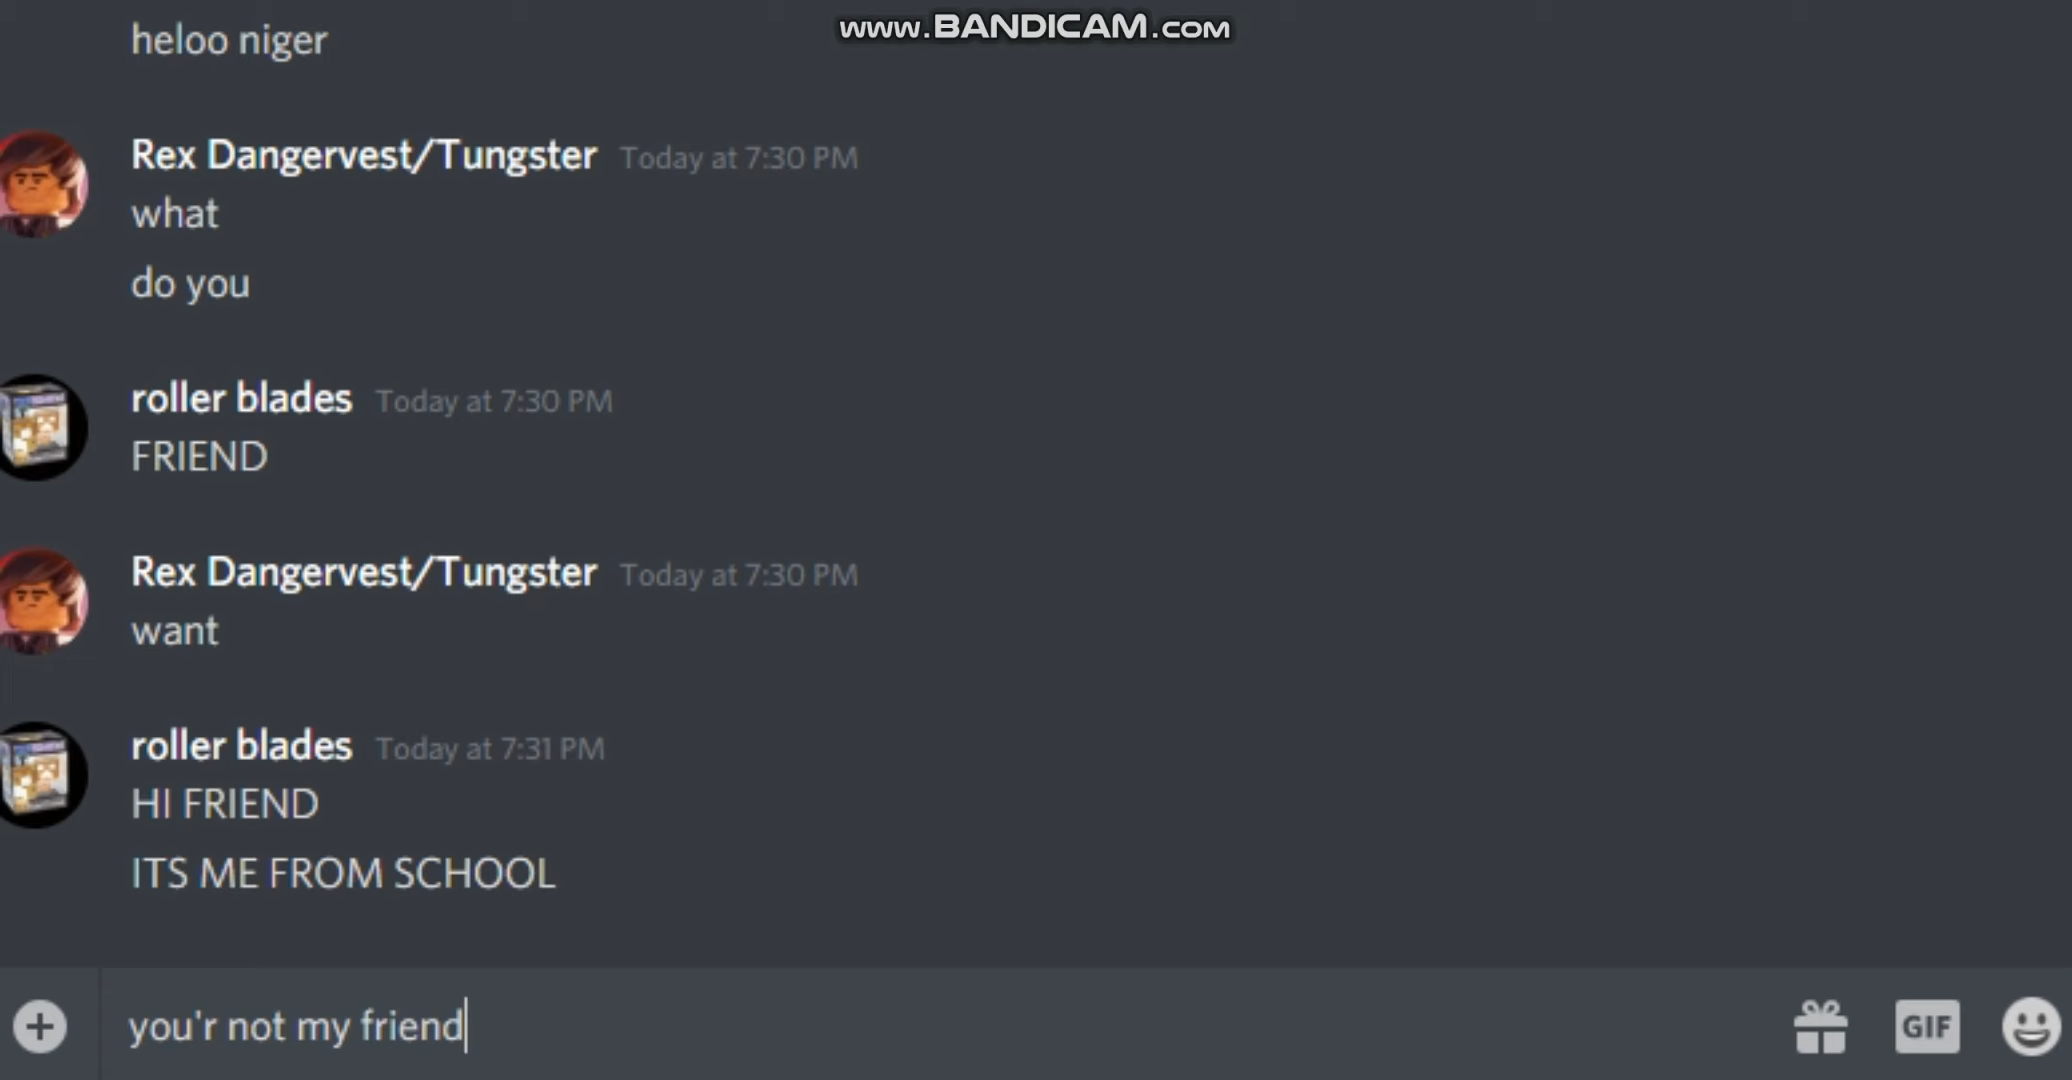 www.BANDICAM.com
heloo niger
Rex Dangervest/Tungster Today at 7:30 PM
what
do you
roller blades Today at 7:30 PM
FRIEND
Rex Dangervest/Tungster Today at 7:30 PM
want
roller blades Today at 7:31 PM
HI FRIEND
ITS ME FROM SCHOOL
you'r not my friend
GIF